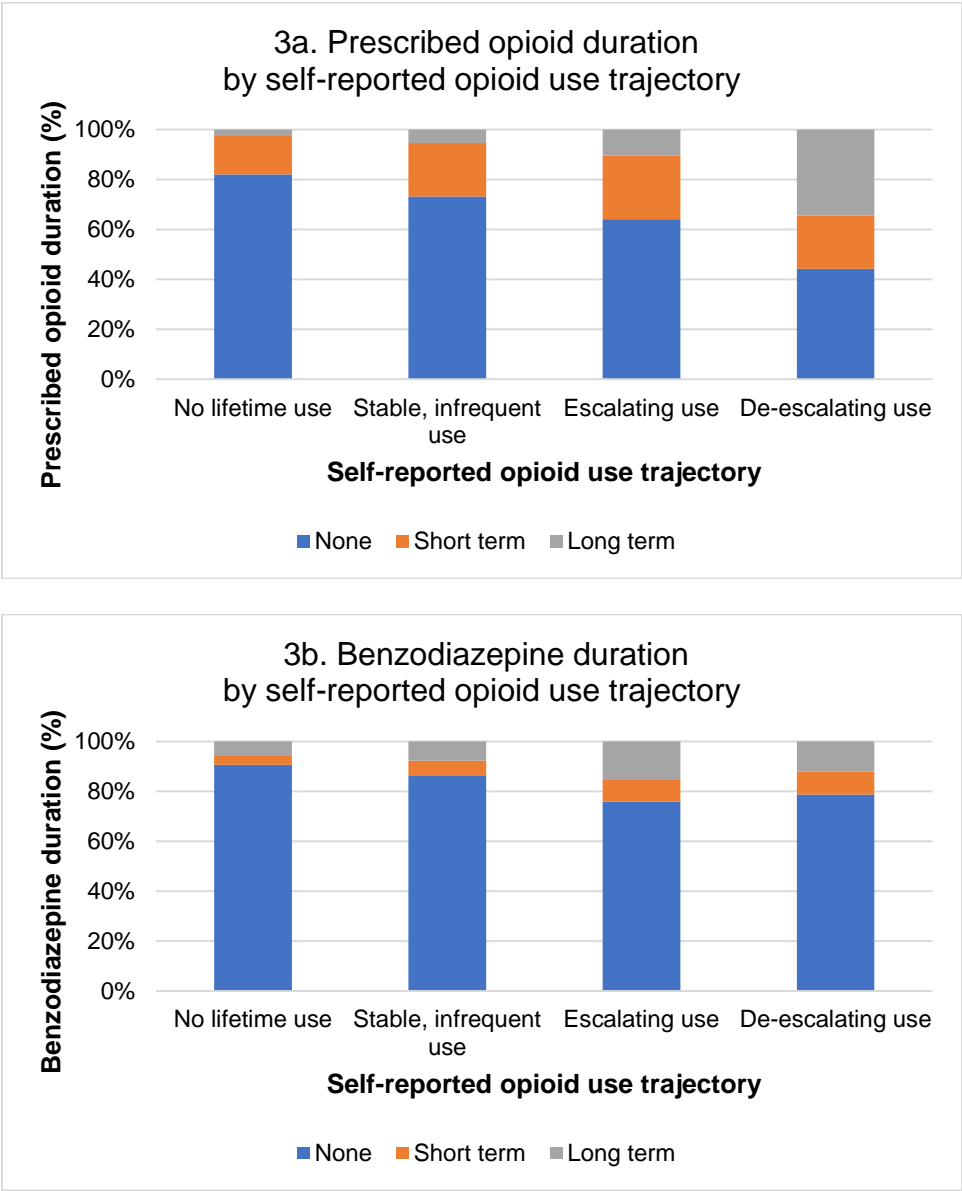 3a. Prescribed opioid duration
by self-reported opioid use trajectory
Prescribed opioid duration (%)
100%
80%
60%
40%
20%
0%
No lifetime use Stable, infrequent use Escalating use De-escalating use
Self-reported opioid use trajectory
None Short term Long term
3b. Benzodiazepine duration
by self-reported opioid use trajectory
Benzodiazepine duration (%)
100%
80%
60%
40%
20%
0%
No lifetime use Stable, infrequent use Escalating use De-escalating use
Self-reported opioid use trajectory
None Short term Long term